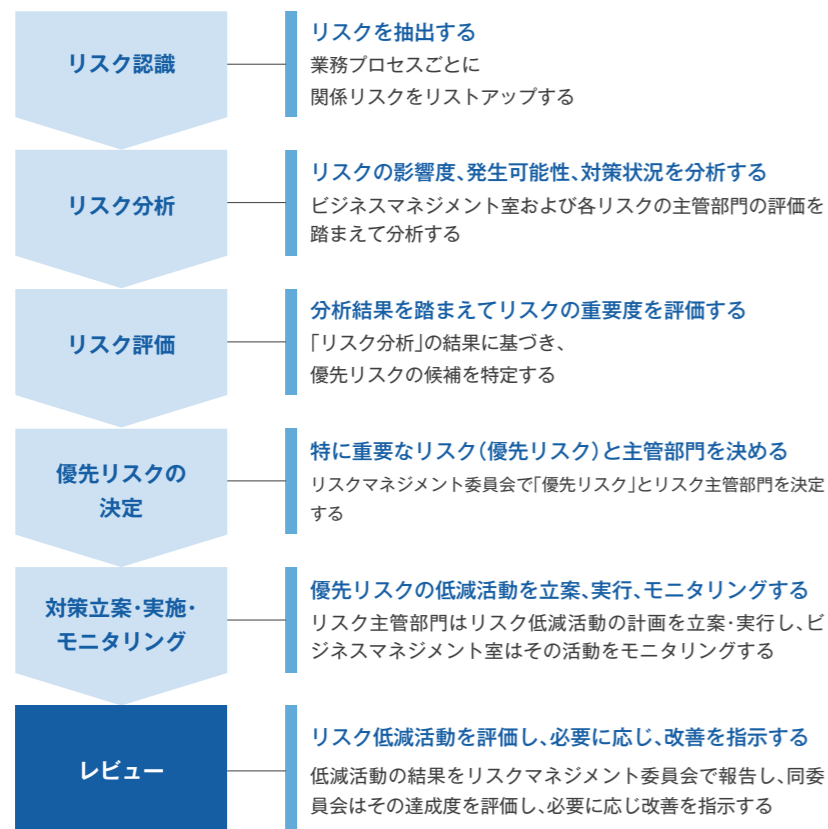 リスク認識
リスクを抽出する
業務プロセスごとに
関係リスクをリストアップする
リスク分析
リスクの影響度、発生可能性、対策状況を分析する
ビジネスマネジメント室および各リスクの主管部門の評価を
踏まえて分析する
リスク評価
分析結果を踏まえてリスクの重要度を評価する
「リスク分析」の結果に基づき、
優先リスクの候補を特定する
優先リスクの
決定
特に重要なリスク（優先リスク）と主管部門を決める
リスクマネジメント委員会で「優先リスク」とリスク主管部門を決定
する
対策立案・実施・
モニタリング
優先リスクの低減活動を立案、実行、モニタリングする
リスク主管部門はリスク低減活動の計画を立案・実行し、ビ
ジネスマネジメント室はその活動をモニタリングする
レビュー
リスク低減活動を評価し、必要に応じ、改善を指示する
低減活動の結果をリスクマネジメント委員会で報告し、同委
員会はその達成度を評価し、必要に応じ改善を指示する